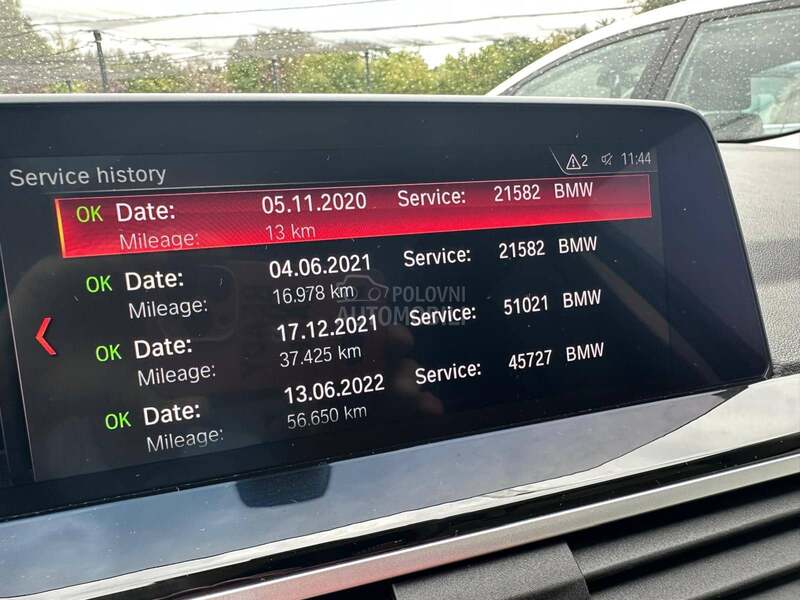 Service history
2 11:44
OK Date: 05.11.2020 Service: 21582 BMW
Mileage: 13 km
OK Date: 04.06.2021 Service: 21582 BMW
Mileage: 16.978 km
POLOVNI
AUTOMOBILI
OK Date: 17.12.2021 Service: 51021 BMW
Mileage: 37.425 km
OK Date: 13.06.2022 Service: 45727 BMW
Mileage: 56.650 km